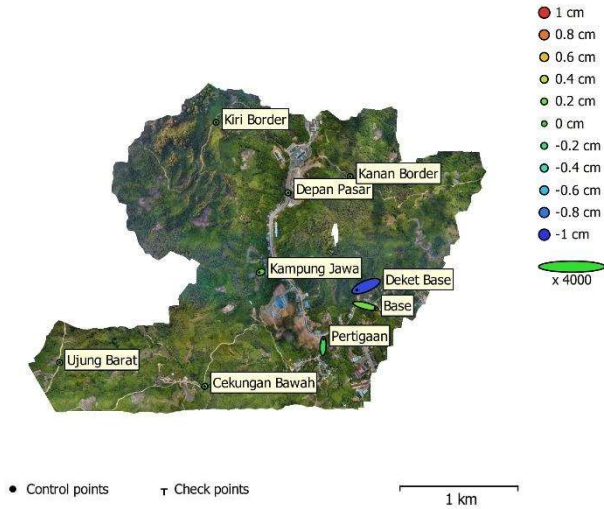 1 cm
0.8 cm
0.6 cm
0.4 cm
0.2 cm
0 cm
-0.2 cm
-0.4 cm
-0.6 cm
-0.8 cm
-1 cm
x 4000
Kiri Border
Kanan Border
Depan Pasar
Kampung Jawa
Deket Base
Base
Pertigaan
Ujung Barat
Cekungan Bawah
Control points
Check points
1 km